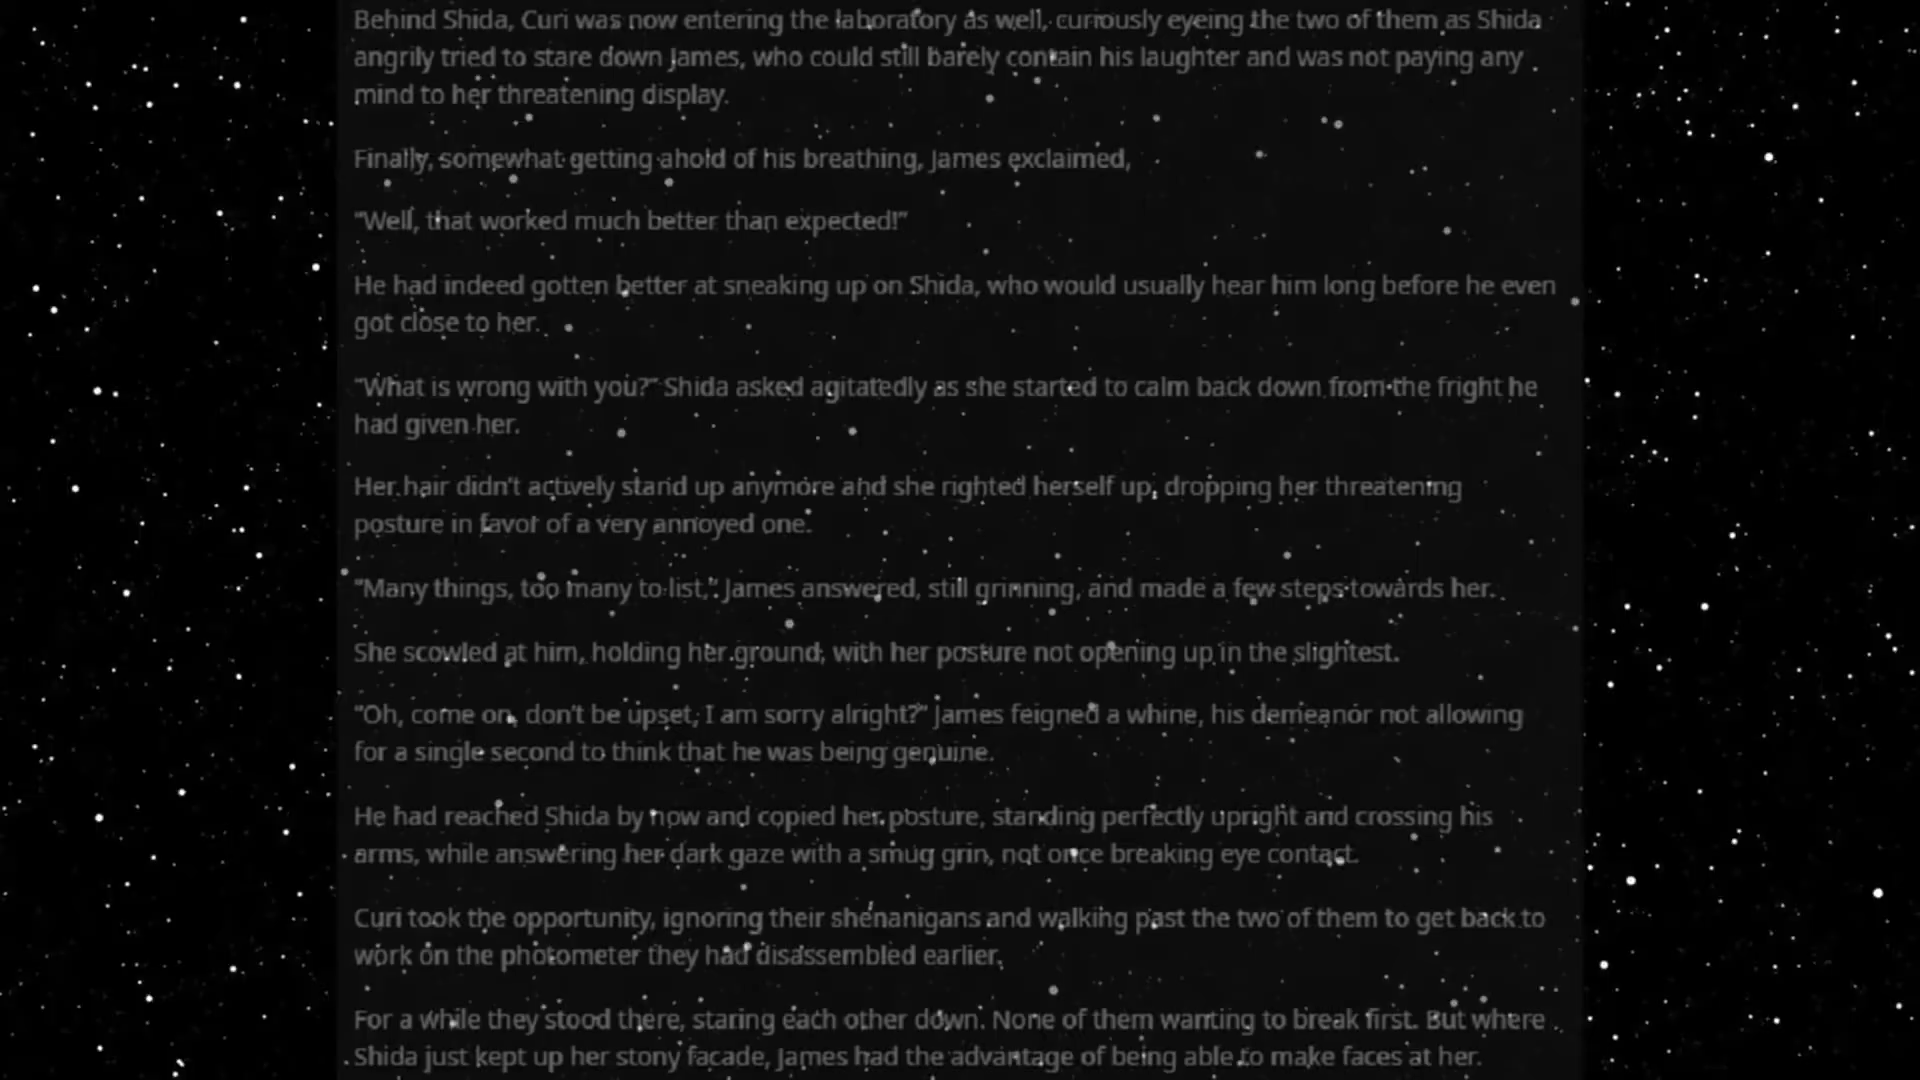 Behind Shida, Curi was now entering the laboratory as well, curiously eyeing the two of them as Shida
angrily tried to stare down James, who could still barely contain his laughter and was not paying any
mind to her threatening display.
Finally, somewhat getting ahold of his breathing, James exclaimed,
“Well, that worked much better than expected!”
He had indeed gotten better at sneaking up on Shida, who would usually hear him long before he even
got close to her.
“What is wrong with you?” Shida asked agitatedly as she started to calm back down from the fright he
had given her.
Her hair didn’t actively stand up anymore and she righted herself up, dropping her threatening
posture in favor of a very annoyed one.
“Many things, too many to list,” James answered, still grinning, and made a few steps towards her.
She scowled at him, holding her ground, with her posture not opening up in the slightest.
“Oh, come on, don’t be upset, I am sorry alright?” James feigned a whine, his demeanor not allowing
for a single second to think that he was being genuine.
He had reached Shida by now and copied her posture, standing perfectly upright and crossing his
arms, while answering her dark gaze with a smug grin, not once breaking eye contact.
Curi took the opportunity, ignoring their shenanigans and walking past the two of them to get back to
work on the photometer they had disassembled earlier.
For a while they stood there, staring each other down. None of them wanting to break first. But where
Shida just kept up her stony facade, James had the advantage of being able to make faces at her.